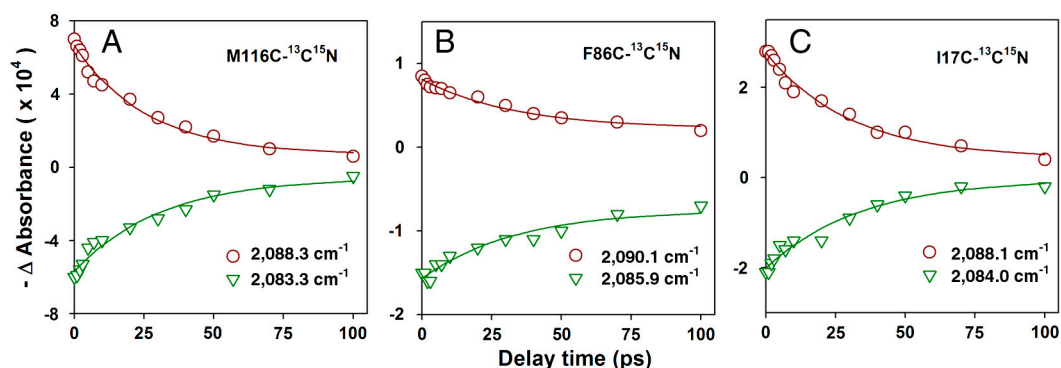 A
M116C-¹³C¹⁵N
8
4
0
-4
-8
- Δ Absorbance ( x 10⁴)
2,088.3 cm⁻¹
2,083.3 cm⁻¹
0 25 50 75 100
B
F86C-¹³C¹⁵N
1
0
-1
-2
2,090.1 cm⁻¹
2,085.9 cm⁻¹
0 25 50 75 100
C
I17C-¹³C¹⁵N
2
0
-2
2,088.1 cm⁻¹
2,084.0 cm⁻¹
0 25 50 75 100
Delay time (ps)